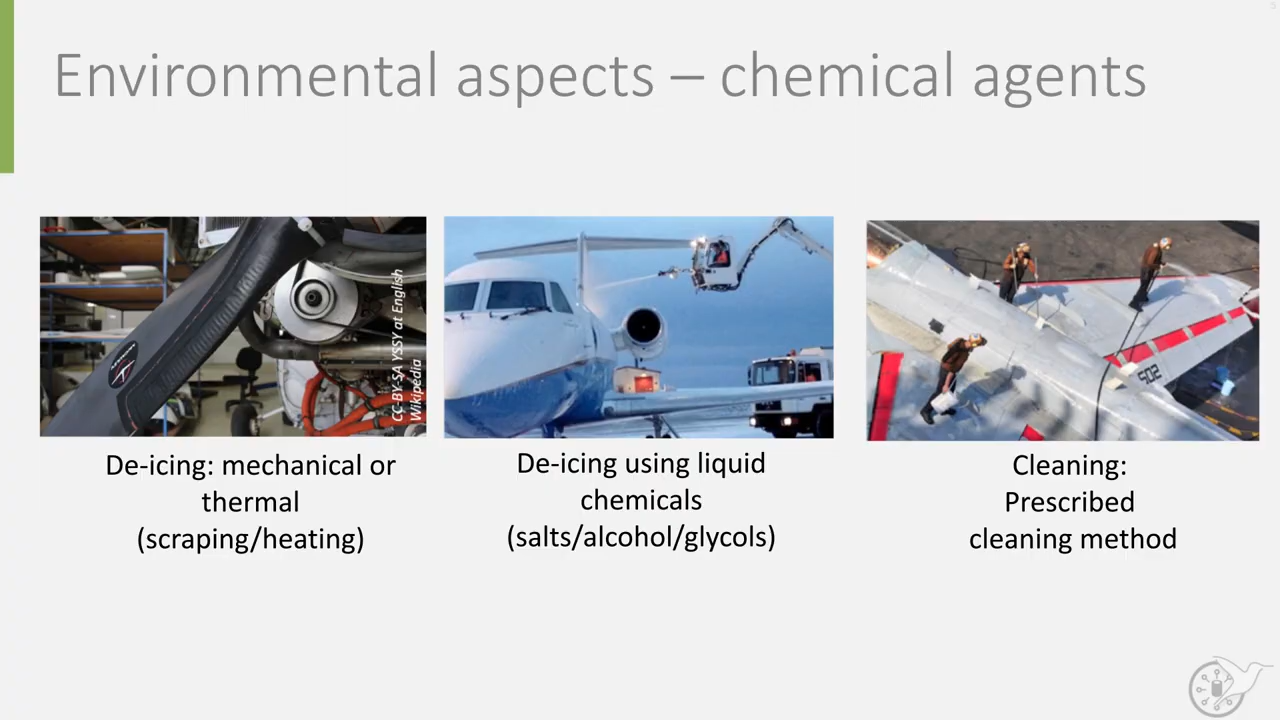 Environmental aspects – chemical agents
CC-BY-SA YSSY at English
Wikipedia
De-icing: mechanical or
thermal
(scraping/heating)
De-icing using liquid
chemicals
(salts/alcohol/glycols)
502
Cleaning:
Prescribed
cleaning method